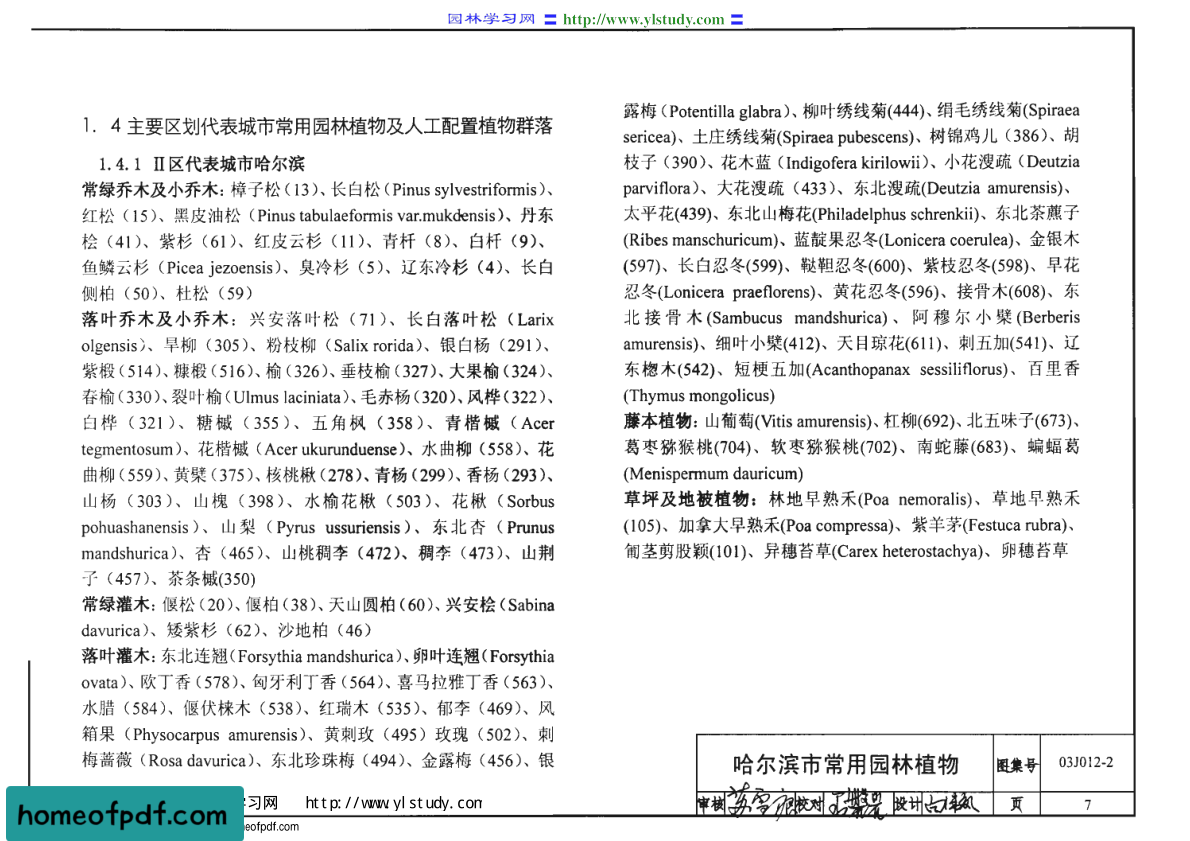 园林学习网 〓 http://www.ylstudy.com 〓
1．4 主要区划代表城市常用园林植物及人工配置植物群落
1.4.1 Ⅱ区代表城市哈尔滨
常绿乔木及小乔木：樟子松（13）、长白松（Pinus sylvestriformis）、
红松（15）、黑皮油松（Pinus tabulaeformis var.mukdensis）、丹东
桧（41）、紫杉（61）、红皮云杉（11）、青杄（8）、白杄（9）、
鱼鳞云杉（Picea jezoensis）、臭冷杉（5）、辽东冷杉（4）、长白
侧柏（50）、杜松（59）
落叶乔木及小乔木：兴安落叶松（71）、长白落叶松（Larix
olgensis）、旱柳（305）、粉枝柳（Salix rorida）、银白杨（291）、
紫椴（514）、糠椴（516）、榆（326）、垂枝榆（327）、大果榆（324）、
春榆（330）、裂叶榆（Ulmus laciniata）、毛赤杨（320）、风桦（322）、
白桦（321）、糖槭（355）、五角枫（358）、青楷槭（Acer
tegmentosum）、花楷槭（Acer ukurunduense）、水曲柳（558）、花
曲柳（559）、黄檗（375）、核桃楸（278）、青杨（299）、香杨（293）、
山杨（303）、山槐（398）、水榆花楸（503）、花楸（Sorbus
pohuashanensis）、山梨（Pyrus ussuriensis）、东北杏（Prunus
mandshurica）、杏（465）、山桃稠李（472）、稠李（473）、山荆
子（457）、茶条槭(350)
常绿灌木：偃松（20）、偃柏（38）、天山圆柏（60）、兴安桧（Sabina
davurica）、矮紫杉（62）、沙地柏（46）
落叶灌木：东北连翘（Forsythia mandshurica）、卵叶连翘（Forsythia
ovata）、欧丁香（578）、匈牙利丁香（564）、喜马拉雅丁香（563）、
水腊（584）、偃伏梾木（538）、红瑞木（535）、郁李（469）、风
箱果（Physocarpus amurensis）、黄刺玫（495）玫瑰（502）、刺
梅蔷薇（Rosa davurica）、东北珍珠梅（494）、金露梅（456）、银
露梅（Potentilla glabra）、柳叶绣线菊(444)、绢毛绣线菊(Spiraea
sericea)、土庄绣线菊(Spiraea pubescens)、树锦鸡儿（386）、胡
枝子（390）、花木蓝（Indigofera kirilowii）、小花溲疏（Deutzia
parviflora）、大花溲疏（433）、东北溲疏(Deutzia amurensis)、
太平花(439)、东北山梅花(Philadelphus schrenkii)、东北茶藨子
(Ribes manschuricum)、蓝靛果忍冬(Lonicera coerulea)、金银木
(597)、长白忍冬(599)、鞑靼忍冬(600)、紫枝忍冬(598)、早花
忍冬(Lonicera praeflorens)、黄花忍冬(596)、接骨木(608)、东
北接骨木(Sambucus mandshurica)、阿穆尔小檗(Berberis
amurensis)、细叶小檗(412)、天目琼花(611)、刺五加(541)、辽
东楤木(542)、短梗五加(Acanthopanax sessiliflorus)、百里香
(Thymus mongolicus)
藤本植物：山葡萄(Vitis amurensis)、杠柳(692)、北五味子(673)、
葛枣猕猴桃(704)、软枣猕猴桃(702)、南蛇藤(683)、蝙蝠葛
(Menispermum dauricum)
草坪及地被植物：林地早熟禾(Poa nemoralis)、草地早熟禾
(105)、加拿大早熟禾(Poa compressa)、紫羊茅(Festuca rubra)、
匍茎剪股颖(101)、异穗苔草(Carex heterostachya)、卵穗苔草
哈尔滨市常用园林植物 图集号 03J012-2
审核 校对 设计 页 7
学习网 http://www.ylstudy.com
homeofpdf.com
meofpdf.com